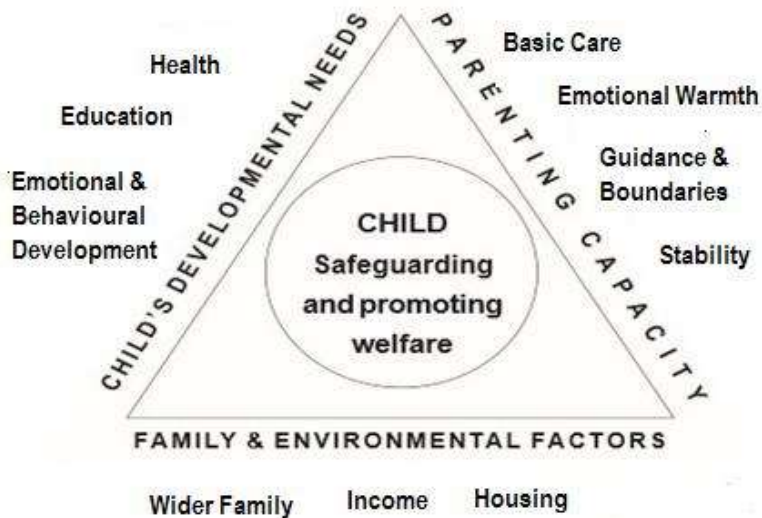 Health
Education
Emotional &
Behavioural
Development
CHILD'S DEVELOPMENTAL NEEDS
PARENTING CAPACITY
Basic Care
Emotional Warmth
Guidance &
Boundaries
Stability
CHILD
Safeguarding
and promoting
welfare
FAMILY & ENVIRONMENTAL FACTORS
Wider Family
Income
Housing